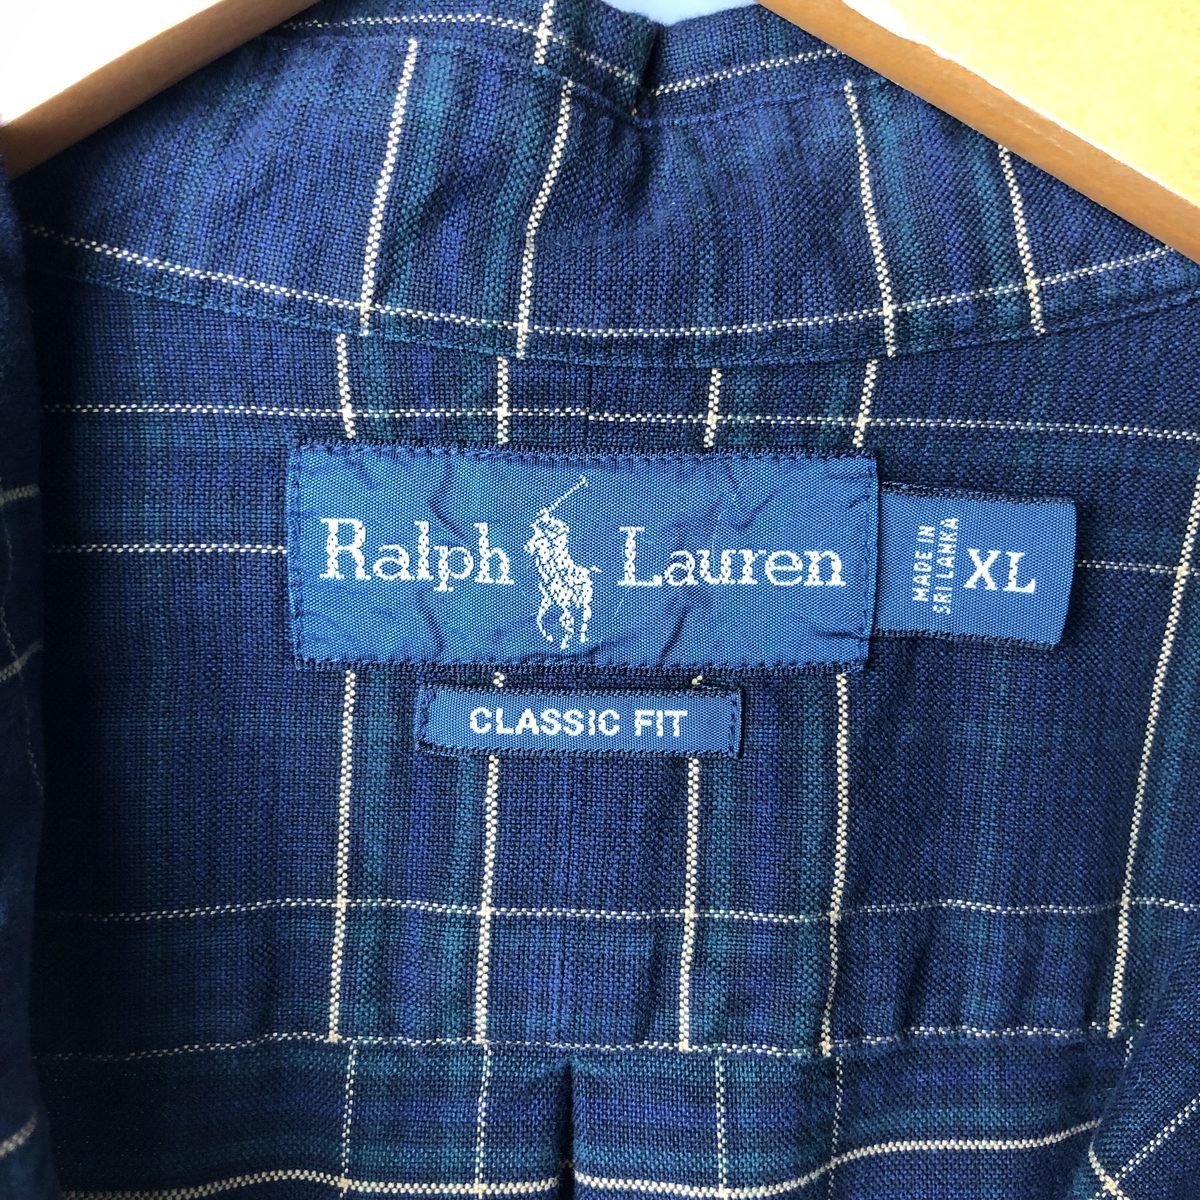 Ralph Lauren
MADE IN
SRI LANKA
XL
CLASSIC FIT